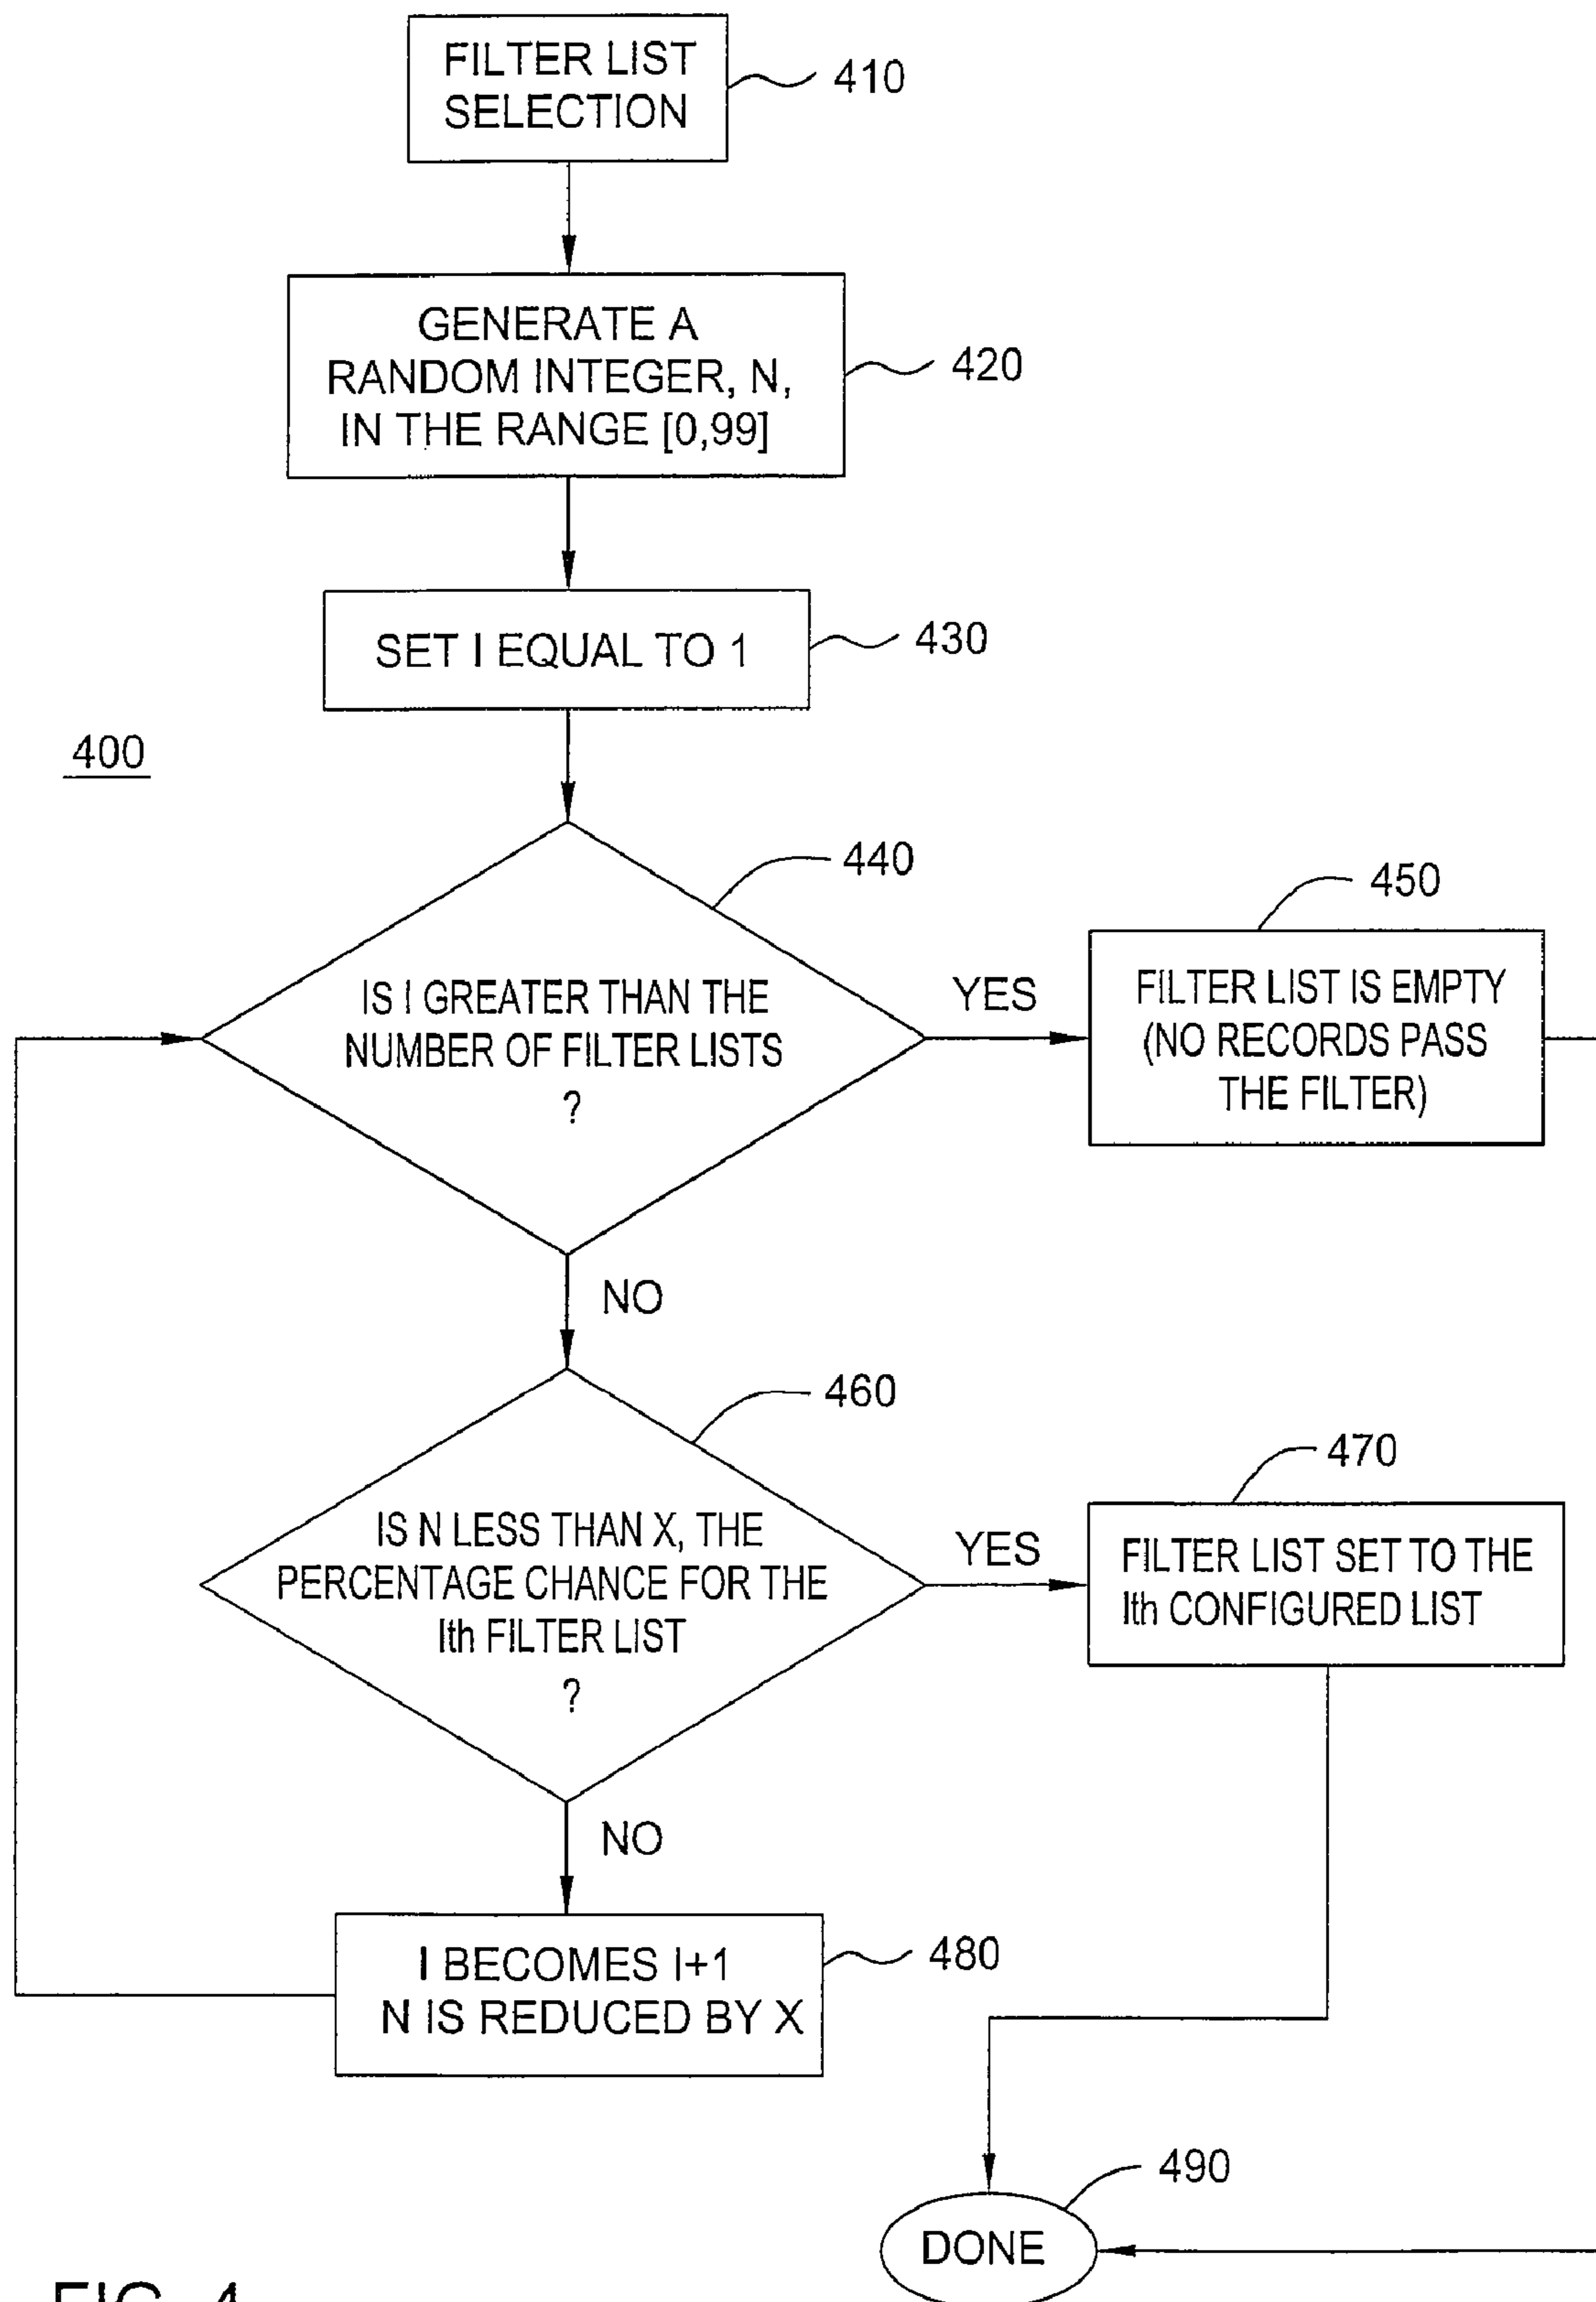 FILTER LIST
SELECTION
410
GENERATE A
RANDOM INTEGER, N,
IN THE RANGE [0,99]
420
SET I EQUAL TO 1
430
400
440
IS I GREATER THAN THE
NUMBER OF FILTER LISTS
?
YES
450
FILTER LIST IS EMPTY
(NO RECORDS PASS
THE FILTER)
NO
460
IS N LESS THAN X, THE
PERCENTAGE CHANCE FOR THE
Ith FILTER LIST
?
YES
470
FILTER LIST SET TO THE
Ith CONFIGURED LIST
NO
I BECOMES I+1
N IS REDUCED BY X
480
490
DONE
FIG. 4